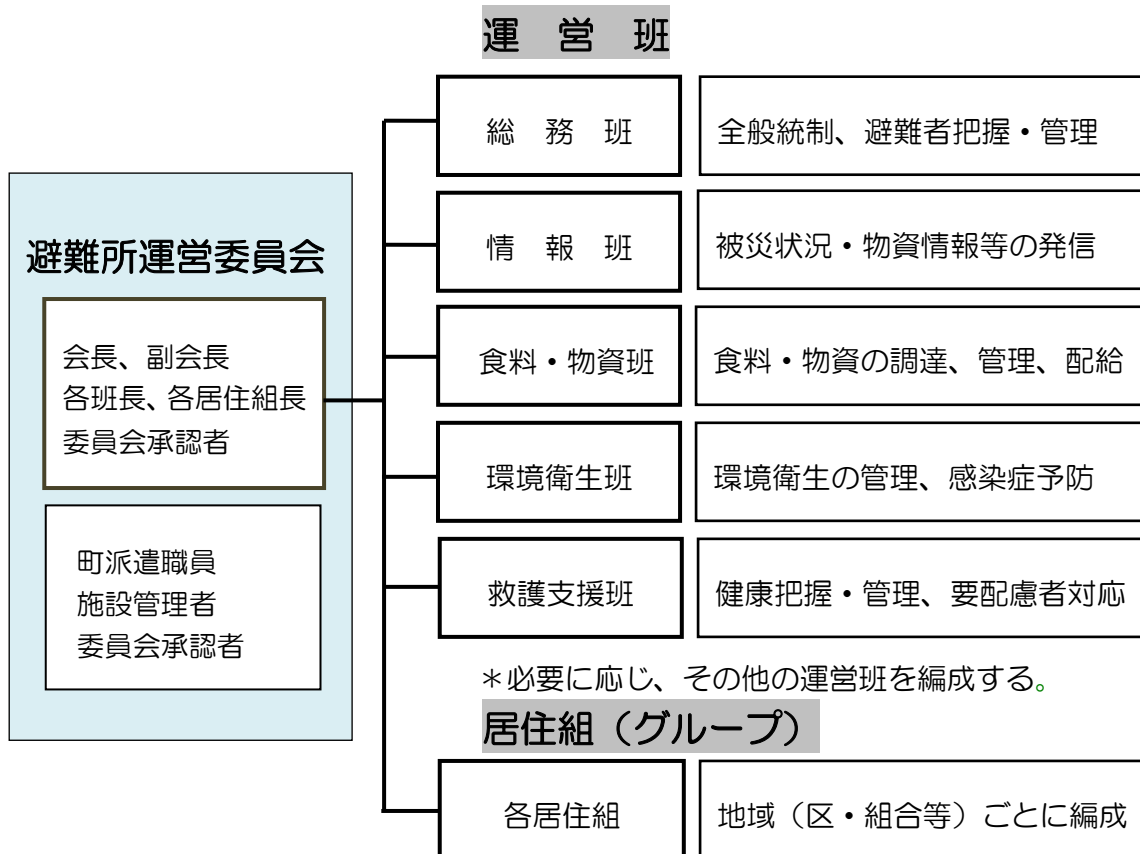 運　営　班
総　務　班
全般統制、避難者把握・管理
情　報　班
被災状況・物資情報等の発信
食料・物資班
食料・物資の調達、管理、配給
環境衛生班
環境衛生の管理、感染症予防
救護支援班
健康把握・管理、要配慮者対応
＊必要に応じ、その他の運営班を編成する。
避難所運営委員会
会長、副会長
各班長、各居住組長
委員会承認者
町派遣職員
施設管理者
委員会承認者
居住組（グループ）
各居住組
地域（区・組合等）ごとに編成